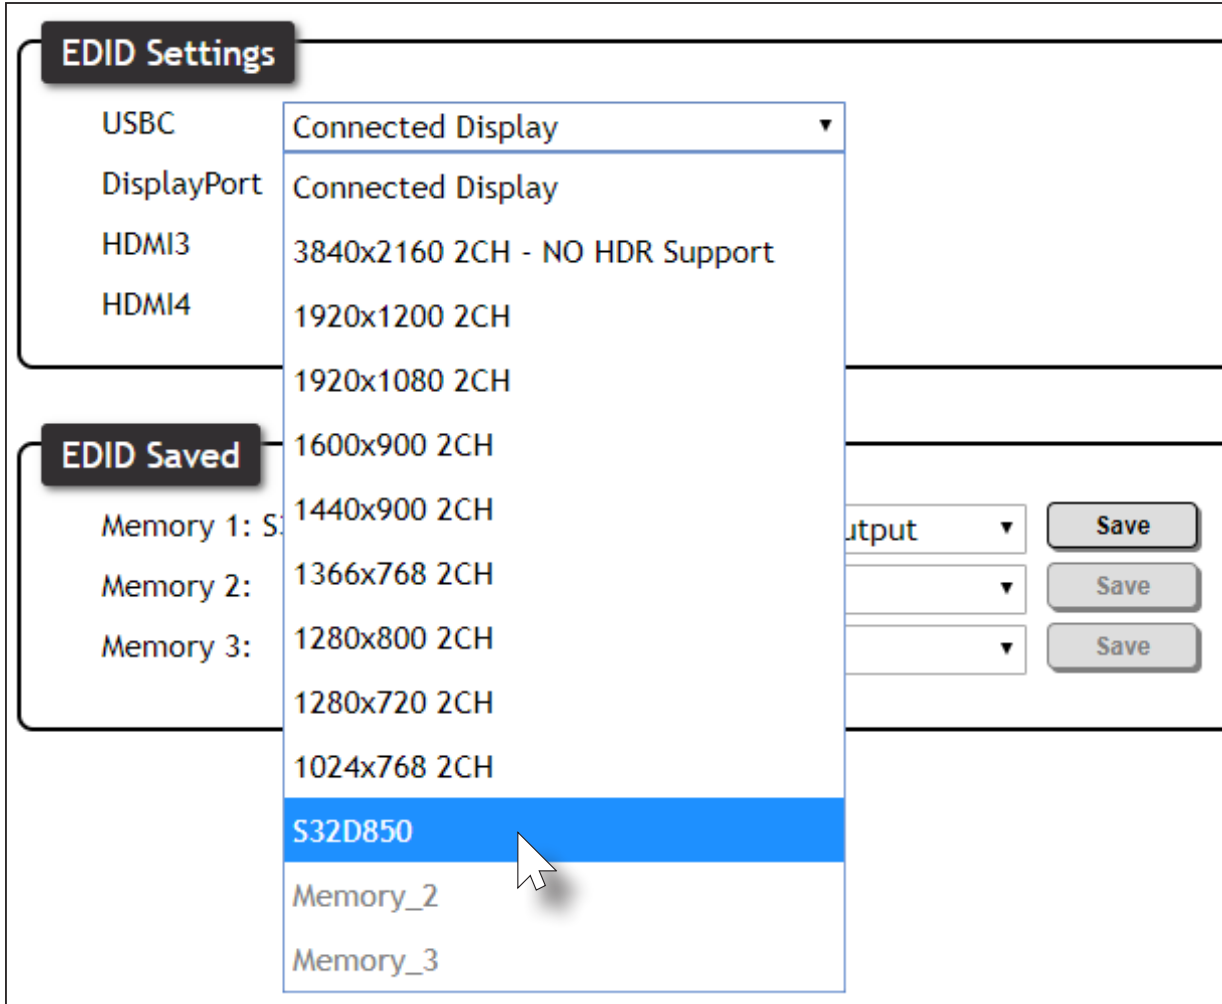 EDID Settings
USBC
Connected Display
DisplayPort
Connected Display
HDMI3
3840x2160 2CH - NO HDR Support
HDMI4
1920x1200 2CH
1920x1080 2CH
1600x900 2CH
EDID Saved
1440x900 2CH
Memory 1:
Save
1366x768 2CH
Memory 2:
Save
1280x800 2CH
Memory 3:
Save
1280x720 2CH
1024x768 2CH
S32D850
Memory_2
Memory_3